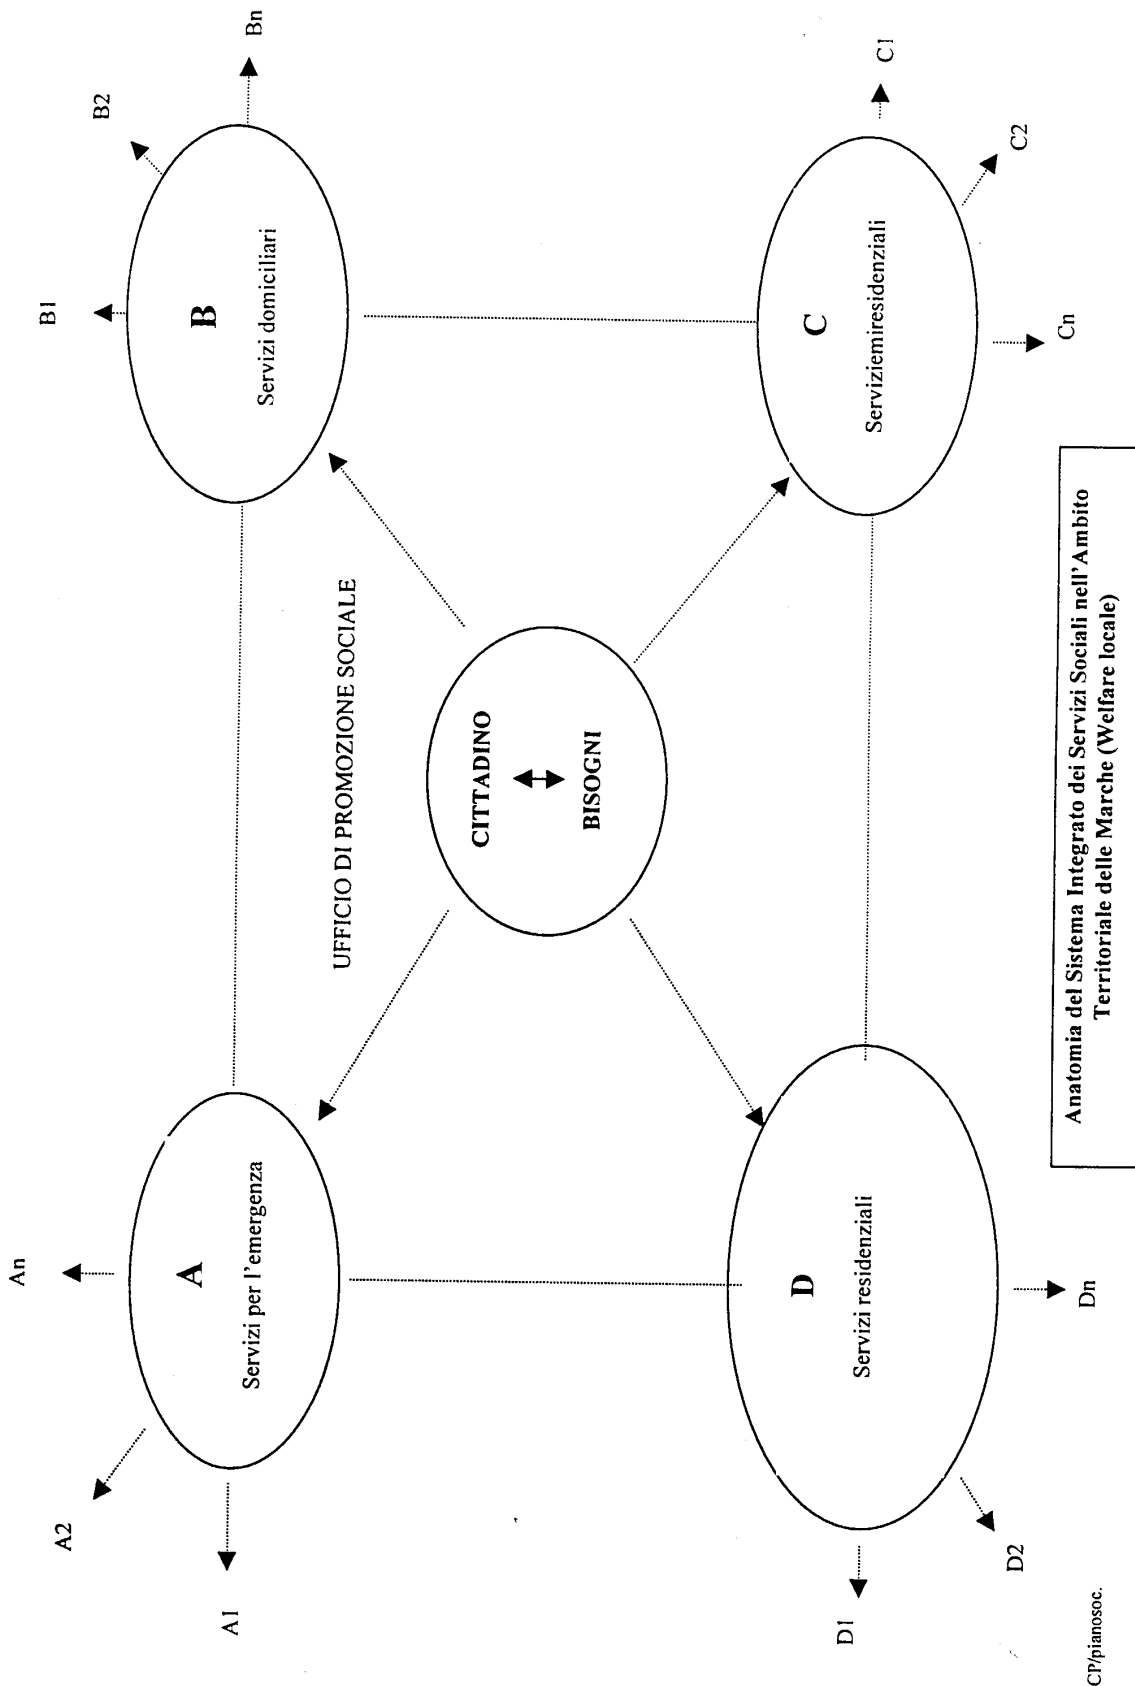 An
B1
A2
B2
A
B
Bn
A1
Servizi per l'emergenza
Servizi domiciliari
UFFICIO DI PROMOZIONE SOCIALE
CITTADINO
BISOGNI
D
C
D1
Servizi residenziali
Serviziemiresidenziali
C1
D2
C2
Dn
Cn
Anatomia del Sistema Integrato dei Servizi Sociali nell'Ambito
Territoriale delle Marche (Welfare locale)
CP/pianosoc.